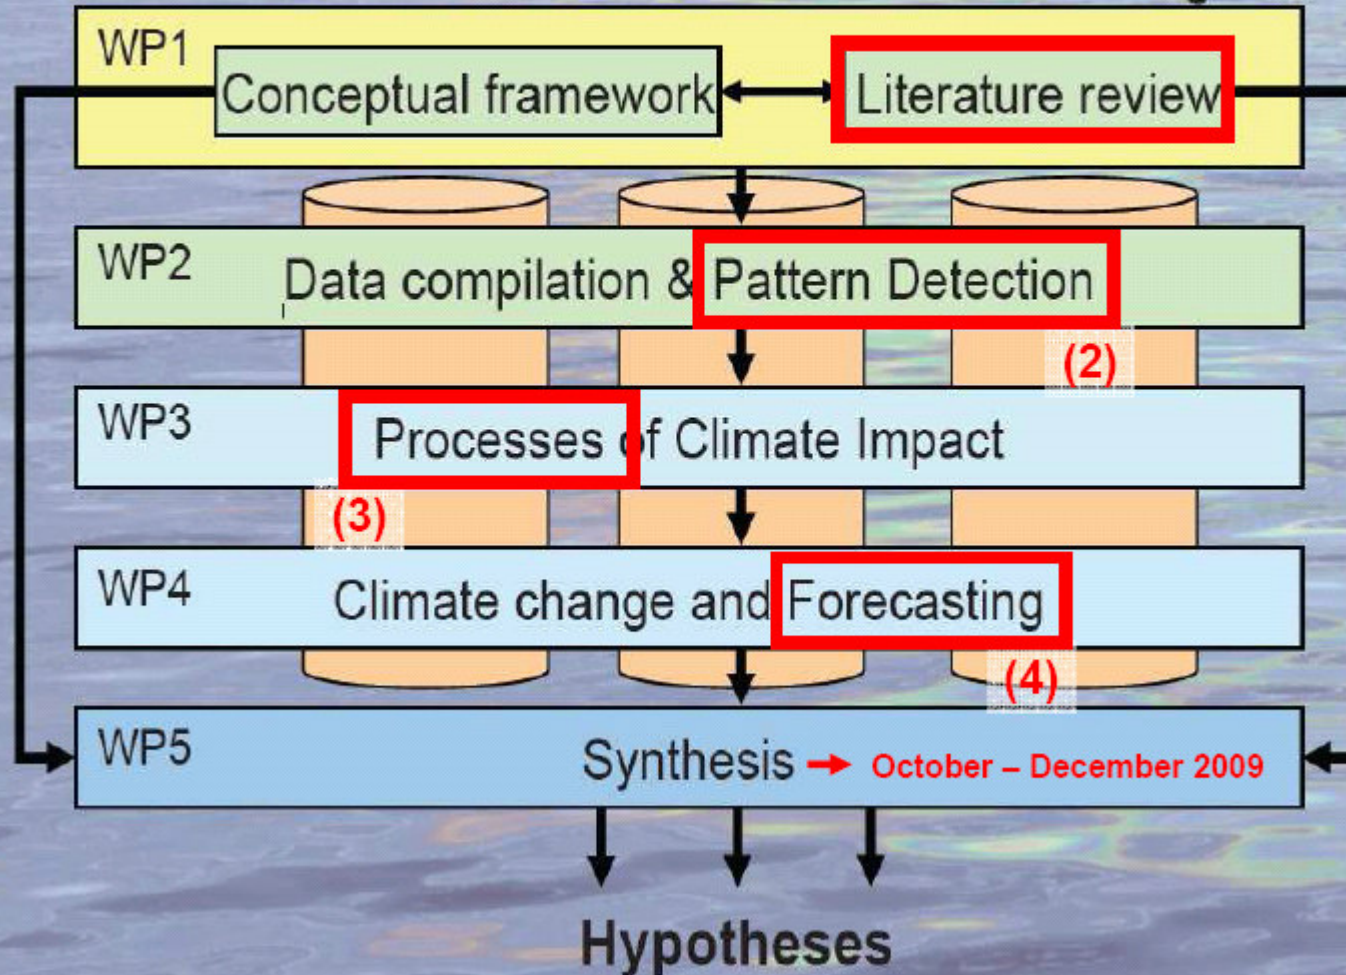 WP1
Conceptual framework
Literature review
WP2
Data compilation & Pattern Detection
(2)
WP3
Processes of Climate Impact
(3)
WP4
Climate change and Forecasting
(4)
WP5
Synthesis
October – December 2009
Hypotheses